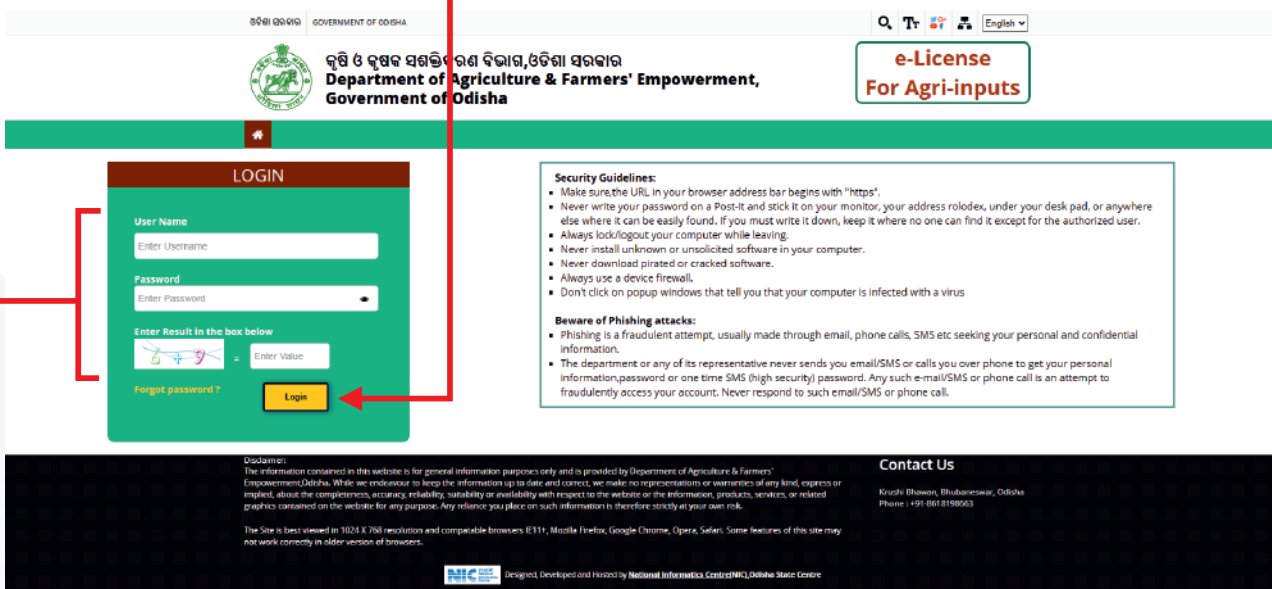 ଓଡ଼ିଶା ସରକାର GOVERNMENT OF ODISHA
English
କୃଷି ଓ କୃଷକ ସଶକ୍ତିକରଣ ବିଭାଗ,ଓଡିଶା ସରକାର
Department of Agriculture & Farmers' Empowerment,
Government of Odisha
e-License
For Agri-inputs
LOGIN
User Name
Enter Username
Password
Enter Password
Enter Result in the box below
= Enter Value
Forgot password ?
Login
Security Guidelines:
Make sure,the URL in your browser address bar begins with "https".
Never write your password on a Post-It and stick it on your monitor, your address rolodex, under your desk pad, or anywhere
else where it can be easily found. If you must write it down, keep it where no one can find it except for the authorized user.
Always lock/logout your computer while leaving.
Never install unknown or unsolicited software in your computer.
Never download pirated or cracked software.
Always use a device firewall.
Don't click on popup windows that tell you that your computer is infected with a virus
Beware of Phishing attacks:
Phishing is a fraudulent attempt, usually made through email, phone calls, SMS etc seeking your personal and confidential
information.
The department or any of its representative never sends you email/SMS or calls you over phone to get your personal
information,password or one time SMS (high security) password. Any such e-mail/SMS or phone call is an attempt to
fraudulently access your account. Never respond to such email/SMS or phone call.
Disclaimer:
The information contained in this website is for general information purposes only and is provided by Department of Agriculture & Farmers'
Empowerment,Odisha. While we endeavour to keep the information up to date and correct, we make no representations or warranties of any kind, express or
implied, about the completeness, accuracy, reliability, suitability or availability with respect to the website or the information, products, services, or related
graphics contained on the website for any purpose. Any reliance you place on such information is therefore strictly at your own risk.
The Site is best viewed in 1024 X 768 resolution and compatable browsers IE11+, Mozilla Firefox, Google Chrome, Opera, Safari. Some features of this site may
not work correctly in older version of browsers.
Contact Us
Krushi Bhawan, Bhubaneswar, Odisha
Phone : +91-8618198663
NIC Designed, Developed and Hosted by National Informatics Centre(NIC),Odisha State Centre